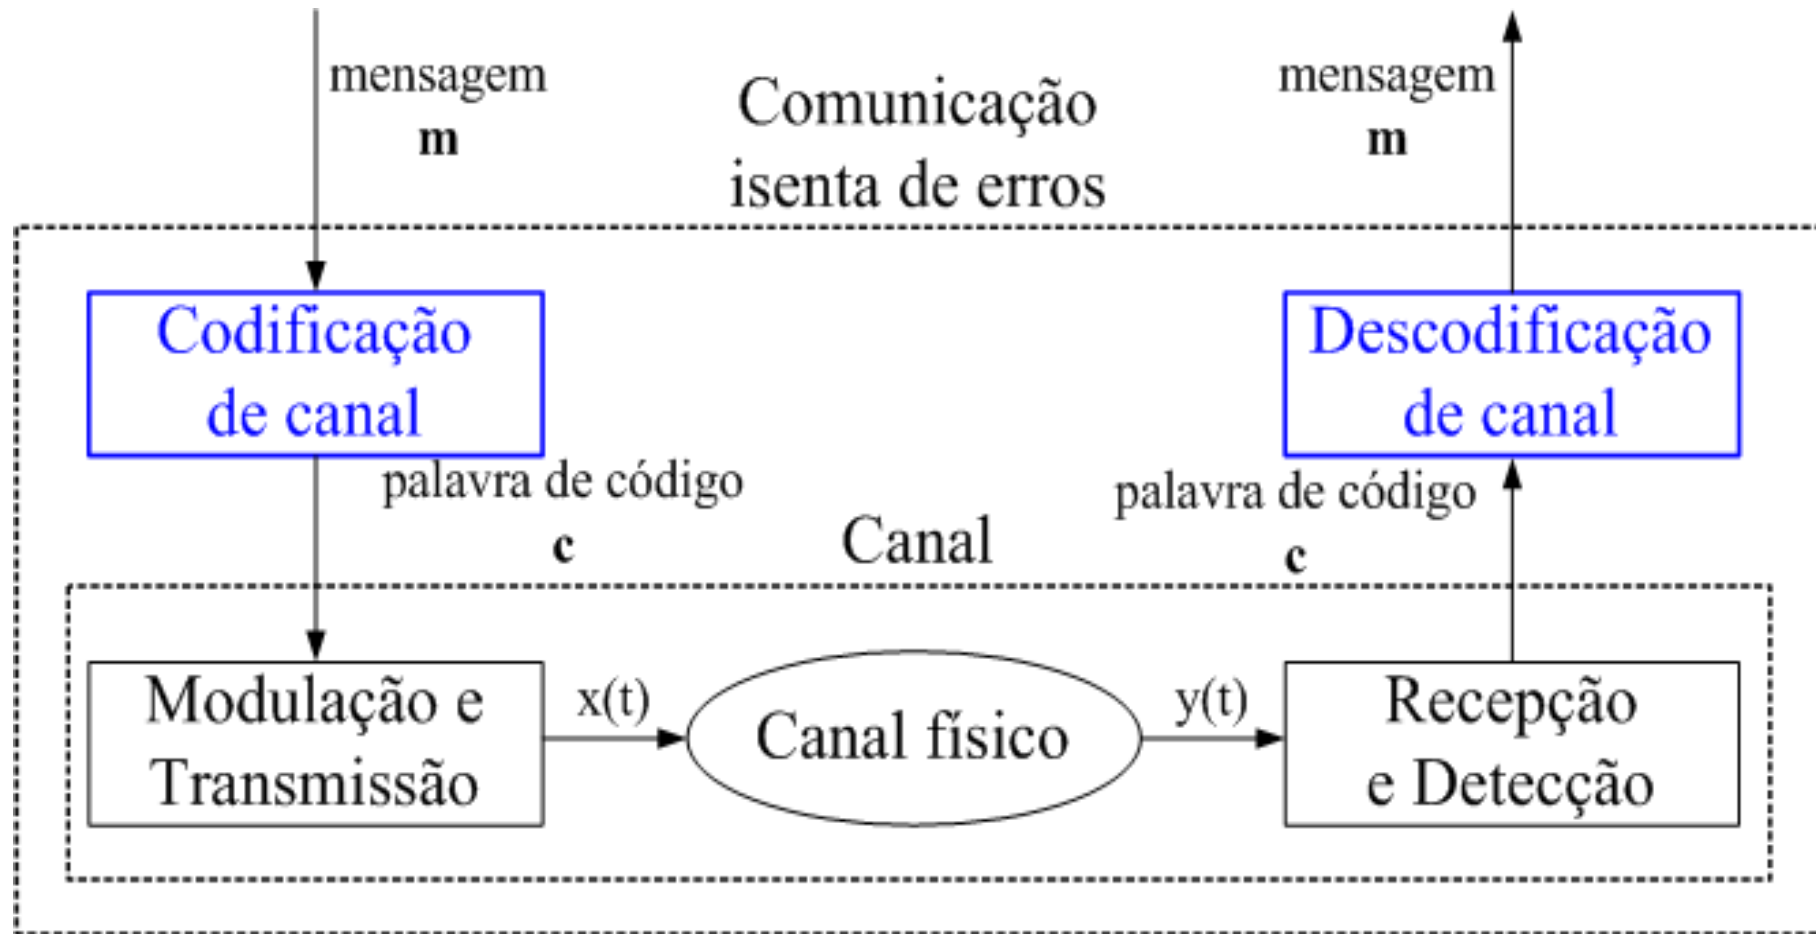 mensagem
m
Comunicação
isenta de erros
mensagem
m
Codificação
de canal
Descodificação
de canal
palavra de código
c
Canal
palavra de código
c
Modulação e
Transmissão
x(t)
Canal físico
y(t)
Recepção
e Detecção